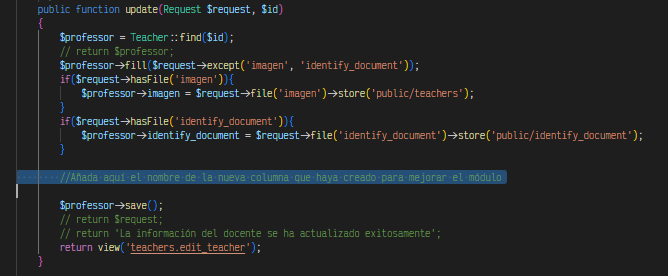 public function update(Request $request, $id)
{
$professor = Teacher::find($id);
// return $professor;
$professor->fill($request->except('imagen', 'identify_document'));
if($request->hasFile('imagen')){
$professor->imagen = $request->file('imagen')->store('public/teachers');
}
if($request->hasFile('identify_document')){
$professor->identify_document = $request->file('identify_document')->store('public/identify_document');
}
//Añada aquí el nombre de la nueva columna que haya creado para mejorar el módulo
$professor->save();
// return $request;
// return 'La información del docente se ha actualizado exitosamente';
return view('teachers.edit_teacher');
}